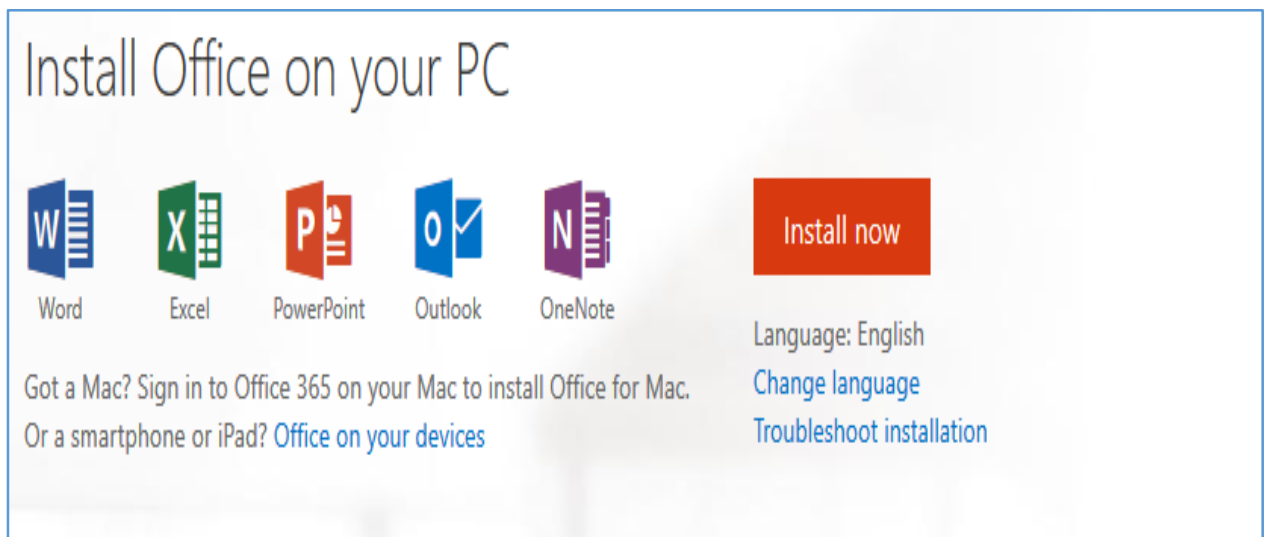 Install Office on your PC
W
X
P
O
N
Word
Excel
PowerPoint
Outlook
OneNote
Got a Mac? Sign in to Office 365 on your Mac to install Office for Mac.
Or a smartphone or iPad? Office on your devices
Install now
Language: English
Change language
Troubleshoot installation